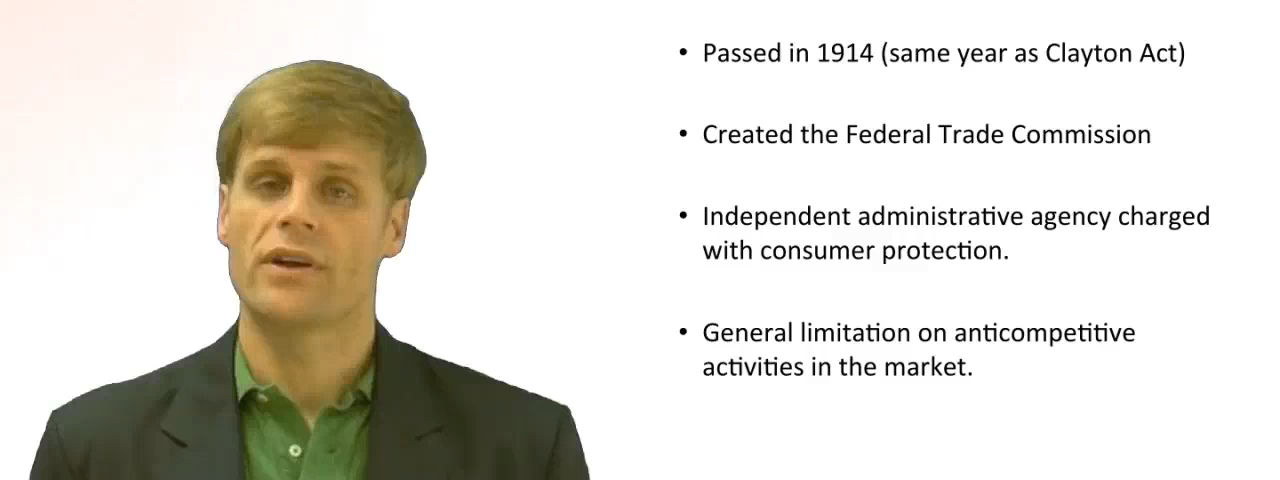 • Passed in 1914 (same year as Clayton Act)
• Created the Federal Trade Commission
• Independent administrative agency charged
with consumer protection.
• General limitation on anticompetitive
activities in the market.